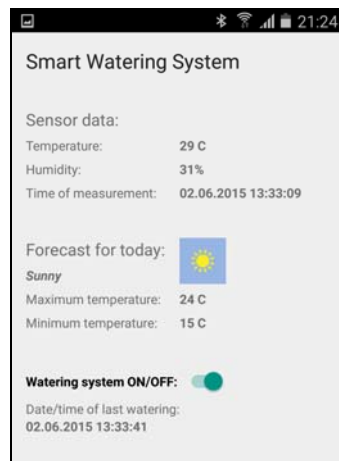 21:24
Smart Watering System
Sensor data:
Temperature: 29 C
Humidity: 31%
Time of measurement: 02.06.2015 13:33:09
Forecast for today:
Sunny
Maximum temperature: 24 C
Minimum temperature: 15 C
Watering system ON/OFF:
Date/time of last watering:
02.06.2015 13:33:41